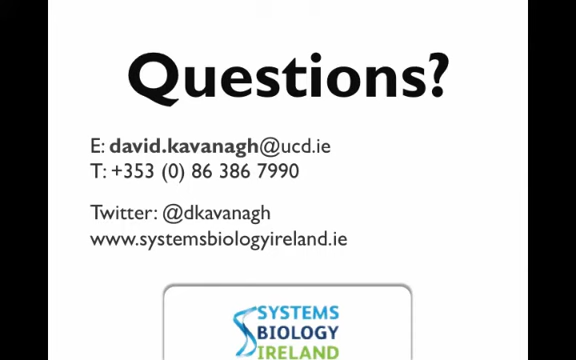 Questions?
E: david.kavanagh@ucd.ie
T: +353 (0) 86 386 7990
Twitter: @dkavanagh
www.systemsbiologyireland.ie
SYSTEMS
BIOLOGY
IRELAND